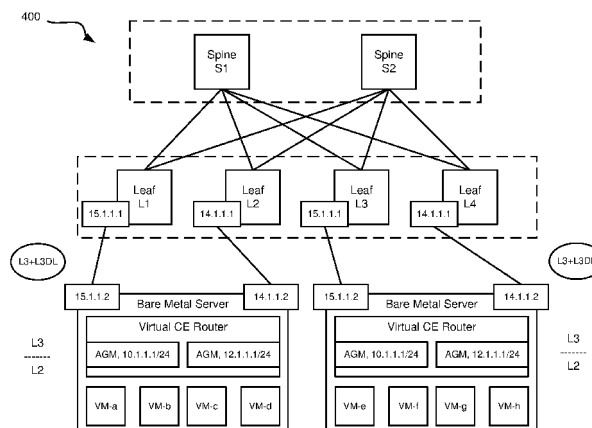 400
Spine
S1
Spine
S2
Leaf
L1
Leaf
L2
Leaf
L3
Leaf
L4
15.1.1.1
14.1.1.1
15.1.1.1
14.1.1.1
L3+L3DL
L3+L3DL
15.1.1.2
14.1.1.2
15.1.1.2
14.1.1.2
Bare Metal Server
Bare Metal Server
Virtual CE Router
Virtual CE Router
AGM, 10.1.1.1/24
AGM, 12.1.1.1/24
AGM, 10.1.1.1/24
AGM, 12.1.1.1/24
L3
L2
L3
L2
VM-a
VM-b
VM-c
VM-d
VM-e
VM-f
VM-g
VM-h